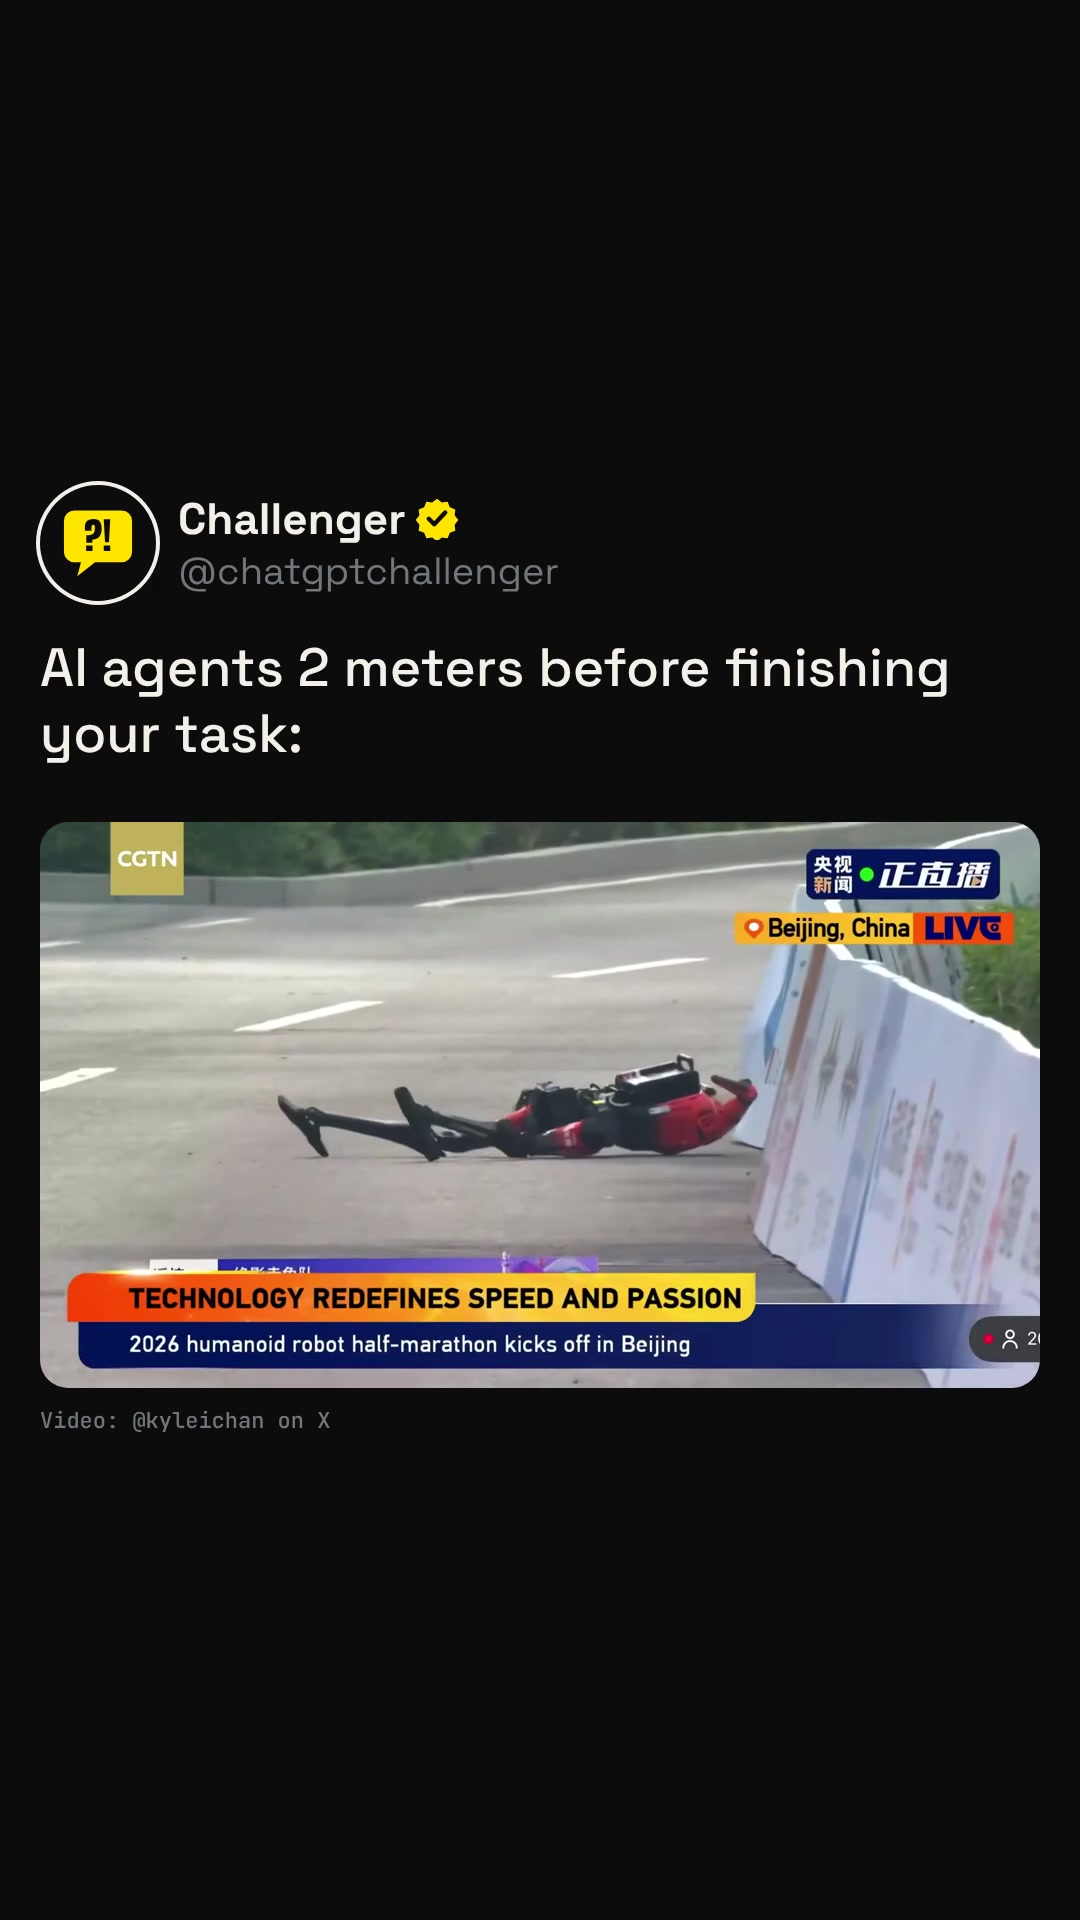 ?!
Challenger
@chatgptchallenger
AI agents 2 meters before finishing
your task:
CGTN
央视
新闻
正直播
Beijing, China LIVE
TECHNOLOGY REDEFINES SPEED AND PASSION
2026 humanoid robot half-marathon kicks off in Beijing
Video: @kyleichan on X